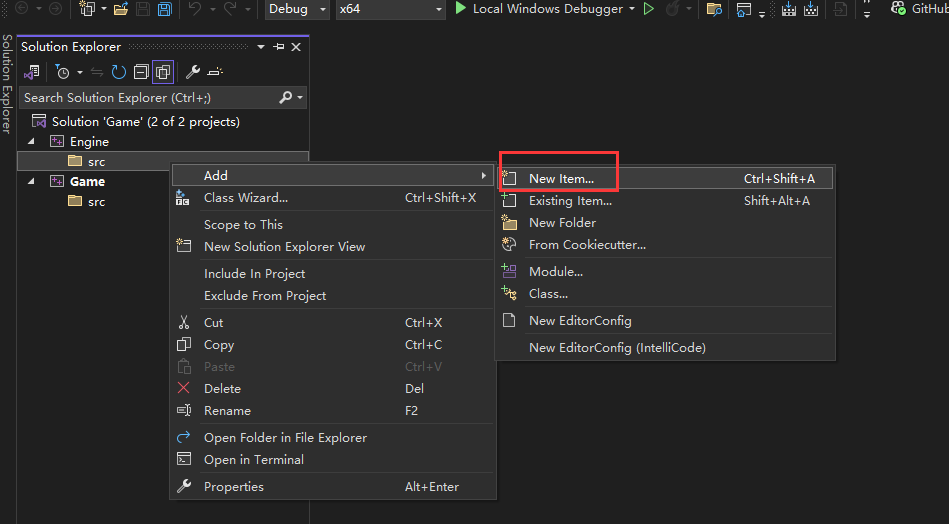 Debug
x64
Local Windows Debugger
GitHub
Solution Explorer
Solution Explorer
Search Solution Explorer (Ctrl+;)
Solution 'Game' (2 of 2 projects)
Engine
src
Game
src
Add
Class Wizard... Ctrl+Shift+X
Scope to This
New Solution Explorer View
Include In Project
Exclude From Project
Cut Ctrl+X
Copy Ctrl+C
Paste Ctrl+V
Delete Del
Rename F2
Open Folder in File Explorer
Open in Terminal
Properties Alt+Enter
New Item... Ctrl+Shift+A
Existing Item... Shift+Alt+A
New Folder
From Cookiecutter...
Module...
Class...
New EditorConfig
New EditorConfig (IntelliCode)